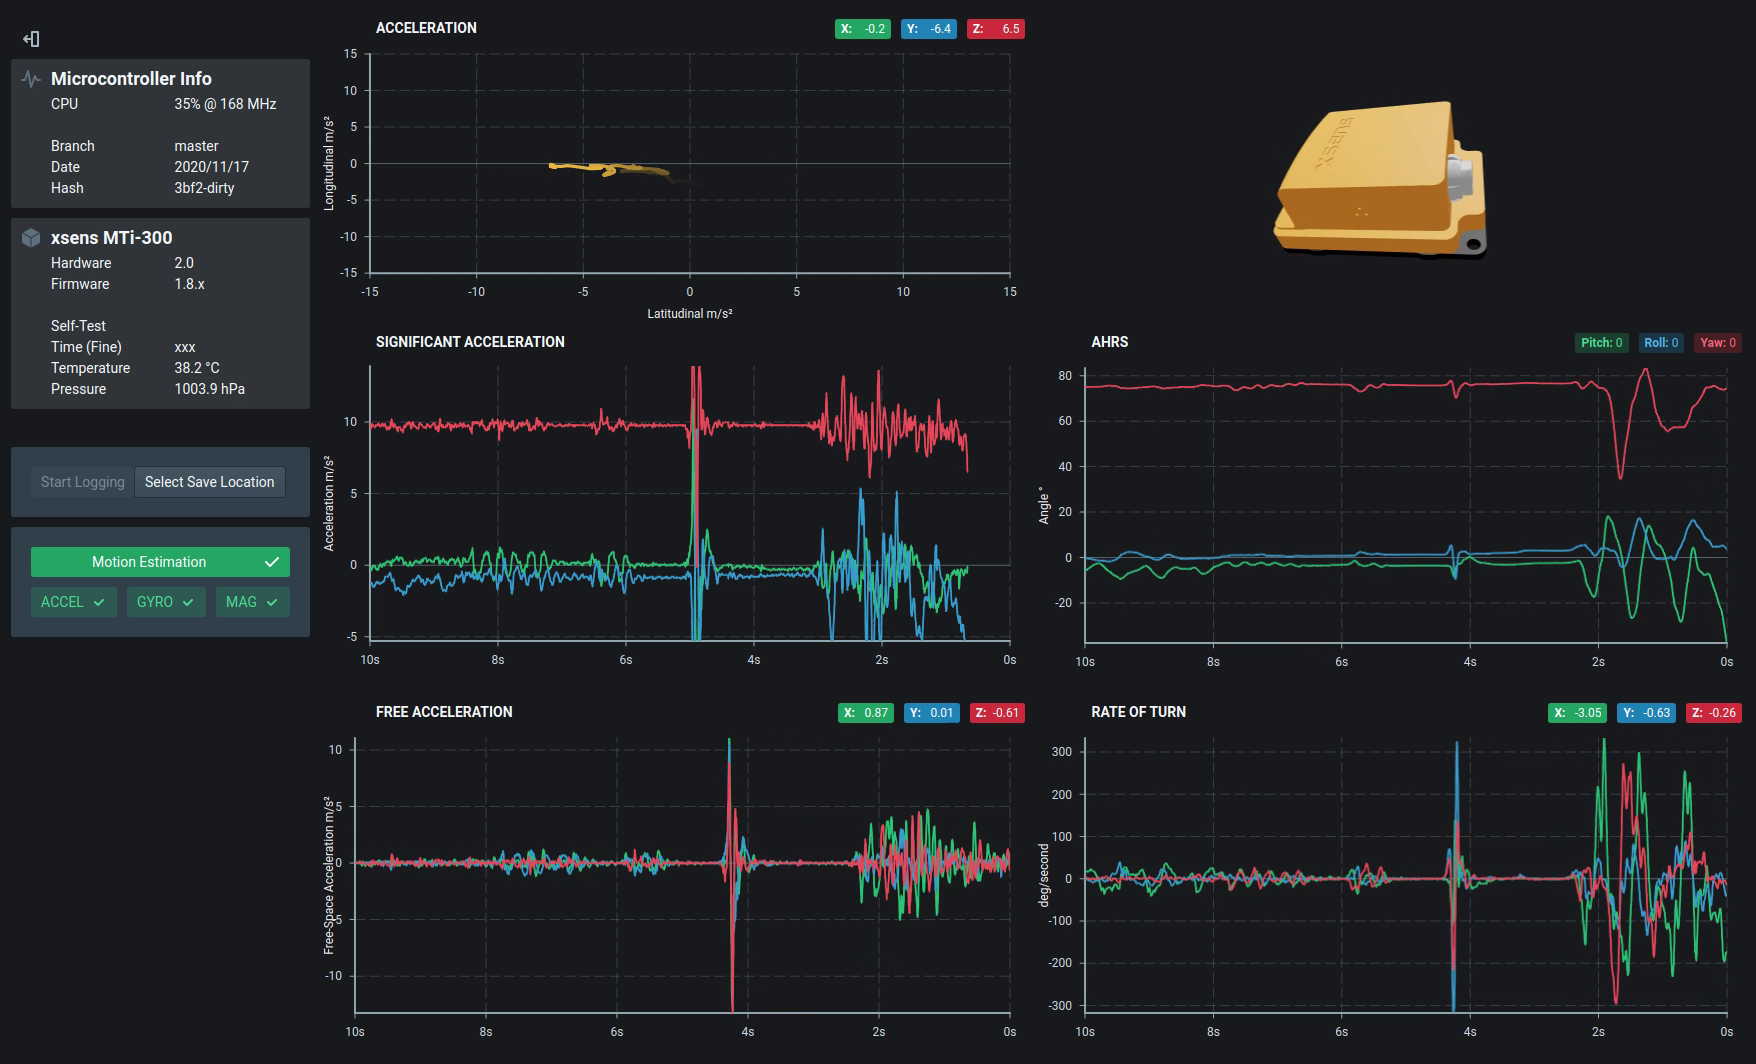 Microcontroller Info
CPU 35% @ 168 MHz
Branch master
Date 2020/11/17
Hash 3bf2-dirty
xsens MTi-300
Hardware 2.0
Firmware 1.8.x
Self-Test
Time (Fine) xxx
Temperature 38.2 °C
Pressure 1003.9 hPa
Start Logging Select Save Location
Motion Estimation
ACCEL GYRO MAG
ACCELERATION X: -0.2 Y: -6.4 Z: 6.5
15
10
5
0
-5
-10
-15
Longitudinal m/s²
-15 -10 -5 0 5 10 15
Latitudinal m/s²
xsens
SIGNIFICANT ACCELERATION
10
5
0
-5
Acceleration m/s²
10s 8s 6s 4s 2s 0s
AHRS Pitch: 0 Roll: 0 Yaw: 0
80
60
40
20
0
-20
Angle °
10s 8s 6s 4s 2s 0s
FREE ACCELERATION X: 0.87 Y: 0.01 Z: -0.61
10
5
0
-5
-10
Free-Space Acceleration m/s²
10s 8s 6s 4s 2s 0s
RATE OF TURN X: -3.05 Y: -0.63 Z: -0.26
300
200
100
0
-100
-200
-300
deg/second
10s 8s 6s 4s 2s 0s